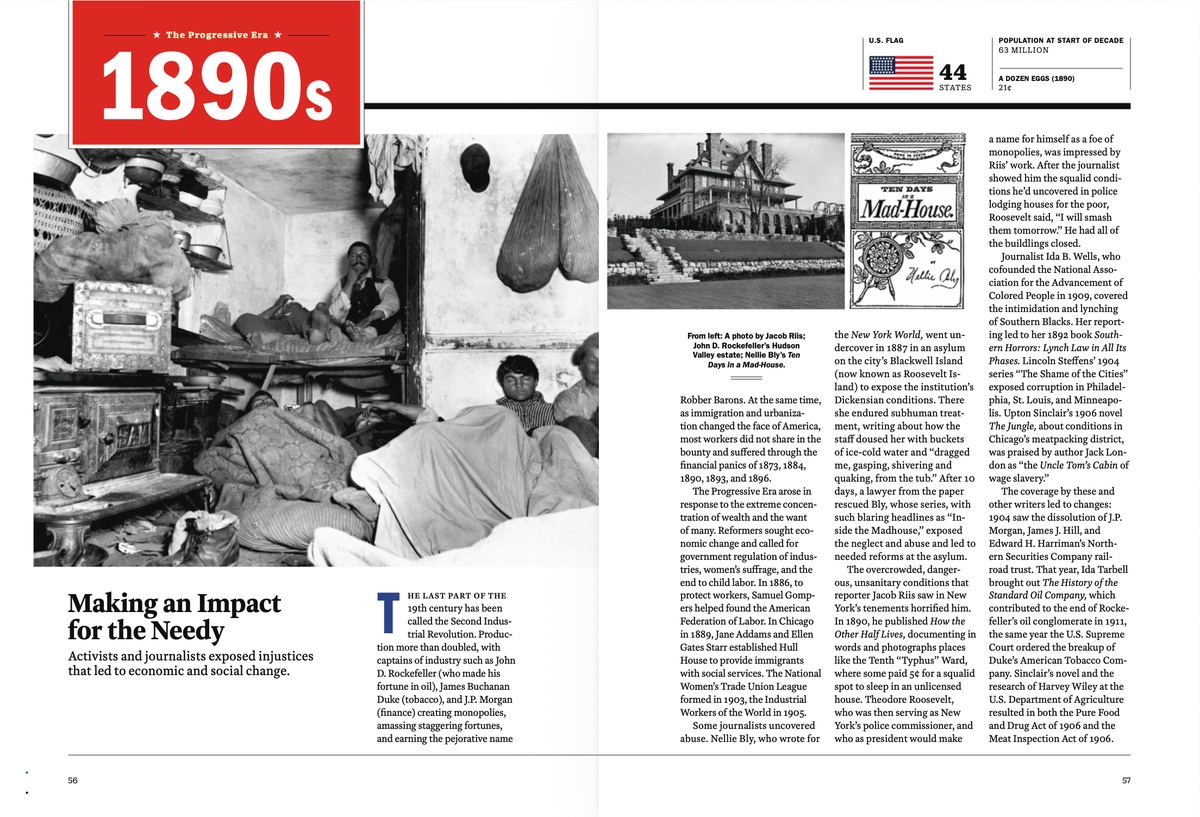 ★ The Progressive Era ★
1890s
U.S. FLAG
44
STATES
POPULATION AT START OF DECADE
63 MILLION
A DOZEN EGGS (1890)
21¢
TEN DAYS
in a
Mad-House.
BY
Nellie Bly
From left: A photo by Jacob Riis;
John D. Rockefeller’s Hudson
Valley estate; Nellie Bly’s Ten
Days in a Mad-House.
Making an Impact
for the Needy
Activists and journalists exposed injustices
that led to economic and social change.
THE LAST PART OF THE
19th century has been
called the Second Indus-
trial Revolution. Produc-
tion more than doubled, with
captains of industry such as John
D. Rockefeller (who made his
fortune in oil), James Buchanan
Duke (tobacco), and J.P. Morgan
(finance) creating monopolies,
amassing staggering fortunes,
and earning the pejorative name
Robber Barons. At the same time,
as immigration and urbaniza-
tion changed the face of America,
most workers did not share in the
bounty and suffered through the
financial panics of 1873, 1884,
1890, 1893, and 1896.
The Progressive Era arose in
response to the extreme concen-
tration of wealth and the want
of many. Reformers sought eco-
nomic change and called for
government regulation of indus-
tries, women’s suffrage, and the
end to child labor. In 1886, to
protect workers, Samuel Gomp-
ers helped found the American
Federation of Labor. In Chicago
in 1889, Jane Addams and Ellen
Gates Starr established Hull
House to provide immigrants
with social services. The National
Women’s Trade Union League
formed in 1903, the Industrial
Workers of the World in 1905.
Some journalists uncovered
abuse. Nellie Bly, who wrote for
the New York World, went un-
dercover in 1887 in an asylum
on the city’s Blackwell Island
(now known as Roosevelt Is-
land) to expose the institution’s
Dickensian conditions. There
she endured subhuman treat-
ment, writing about how the
staff doused her with buckets
of ice-cold water and “dragged
me, gasping, shivering and
quaking, from the tub.” After 10
days, a lawyer from the paper
rescued Bly, whose series, with
such blaring headlines as “In-
side the Madhouse,” exposed
the neglect and abuse and led to
needed reforms at the asylum.
The overcrowded, danger-
ous, unsanitary conditions that
reporter Jacob Riis saw in New
York’s tenements horrified him.
In 1890, he published How the
Other Half Lives, documenting in
words and photographs places
like the Tenth “Typhus” Ward,
where some paid 5¢ for a squalid
spot to sleep in an unlicensed
house. Theodore Roosevelt,
who was then serving as New
York’s police commissioner, and
who as president would make
a name for himself as a foe of
monopolies, was impressed by
Riis’ work. After the journalist
showed him the squalid condi-
tions he’d uncovered in police
lodging houses for the poor,
Roosevelt said, “I will smash
them tomorrow.” He had all of
the buildings closed.
Journalist Ida B. Wells, who
cofounded the National Asso-
ciation for the Advancement of
Colored People in 1909, covered
the intimidation and lynching
of Southern Blacks. Her report-
ing led to her 1892 book South-
ern Horrors: Lynch Law in All Its
Phases. Lincoln Steffens’ 1904
series “The Shame of the Cities”
exposed corruption in Philadel-
phia, St. Louis, and Minneapo-
lis. Upton Sinclair’s 1906 novel
The Jungle, about conditions in
Chicago’s meatpacking district,
was praised by author Jack Lon-
don as “the Uncle Tom’s Cabin of
wage slavery.”
The coverage by these and
other writers led to changes:
1904 saw the dissolution of J.P.
Morgan, James J. Hill, and
Edward H. Harriman’s North-
ern Securities Company rail-
road trust. That year, Ida Tarbell
brought out The History of the
Standard Oil Company, which
contributed to the end of Rocke-
feller’s oil conglomerate in 1911,
the same year the U.S. Supreme
Court ordered the breakup of
Duke’s American Tobacco Com-
pany. Sinclair’s novel and the
research of Harvey Wiley at the
U.S. Department of Agriculture
resulted in both the Pure Food
and Drug Act of 1906 and the
Meat Inspection Act of 1906.
56
57